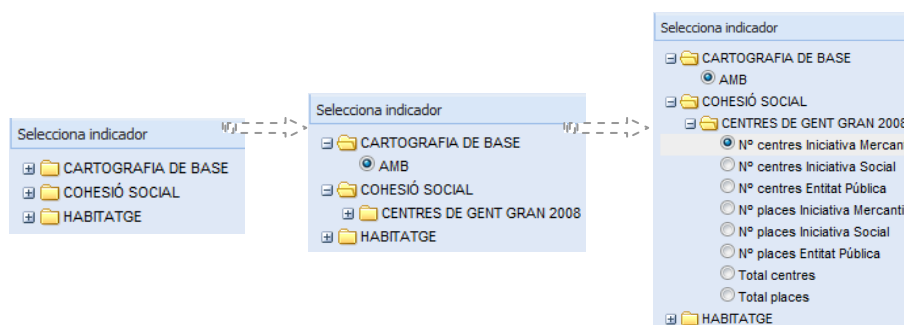 Selecciona indicador
CARTOGRAFIA DE BASE
COHESIÓ SOCIAL
HABITATGE
Selecciona indicador
CARTOGRAFIA DE BASE
AMB
COHESIÓ SOCIAL
CENTRES DE GENT GRAN 2008
HABITATGE
Selecciona indicador
CARTOGRAFIA DE BASE
AMB
COHESIÓ SOCIAL
CENTRES DE GENT GRAN 2008
Nº centres Iniciativa Mercant
Nº centres Iniciativa Social
Nº centres Entitat Pública
Nº places Iniciativa Mercanti
Nº places Iniciativa Social
Nº places Entitat Pública
Total centres
Total places
HABITATGE